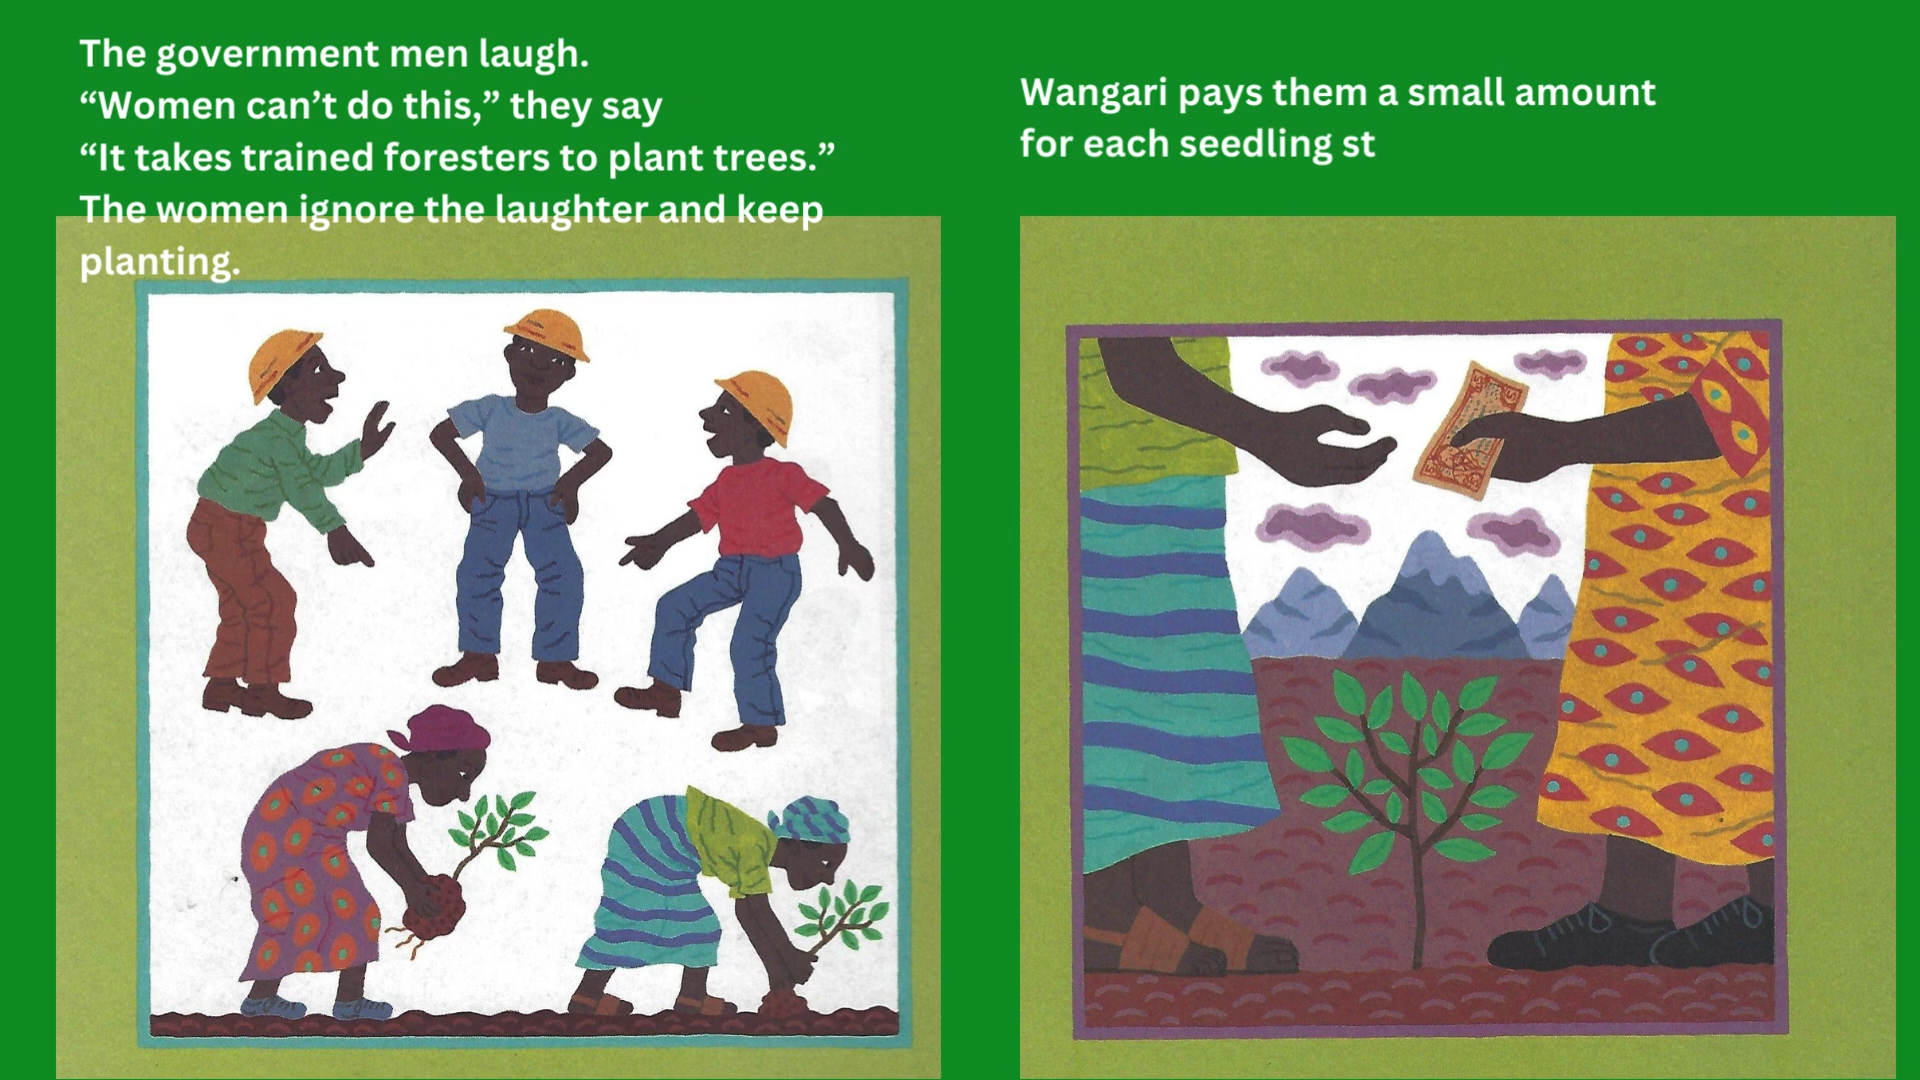 The government men laugh.
“Women can’t do this,” they say
“It takes trained foresters to plant trees.”
The women ignore the laughter and keep
planting.
Wangari pays them a small amount
for each seedling st